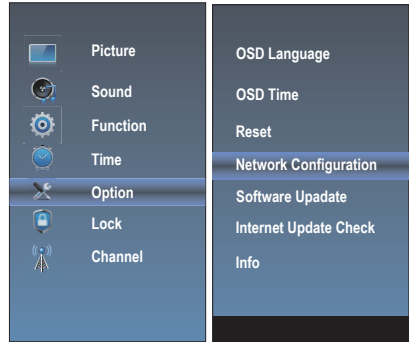 Picture
Sound
Function
Time
Option
Lock
Channel
OSD Language
OSD Time
Reset
Network Configuration
Software Upadate
Internet Update Check
Info